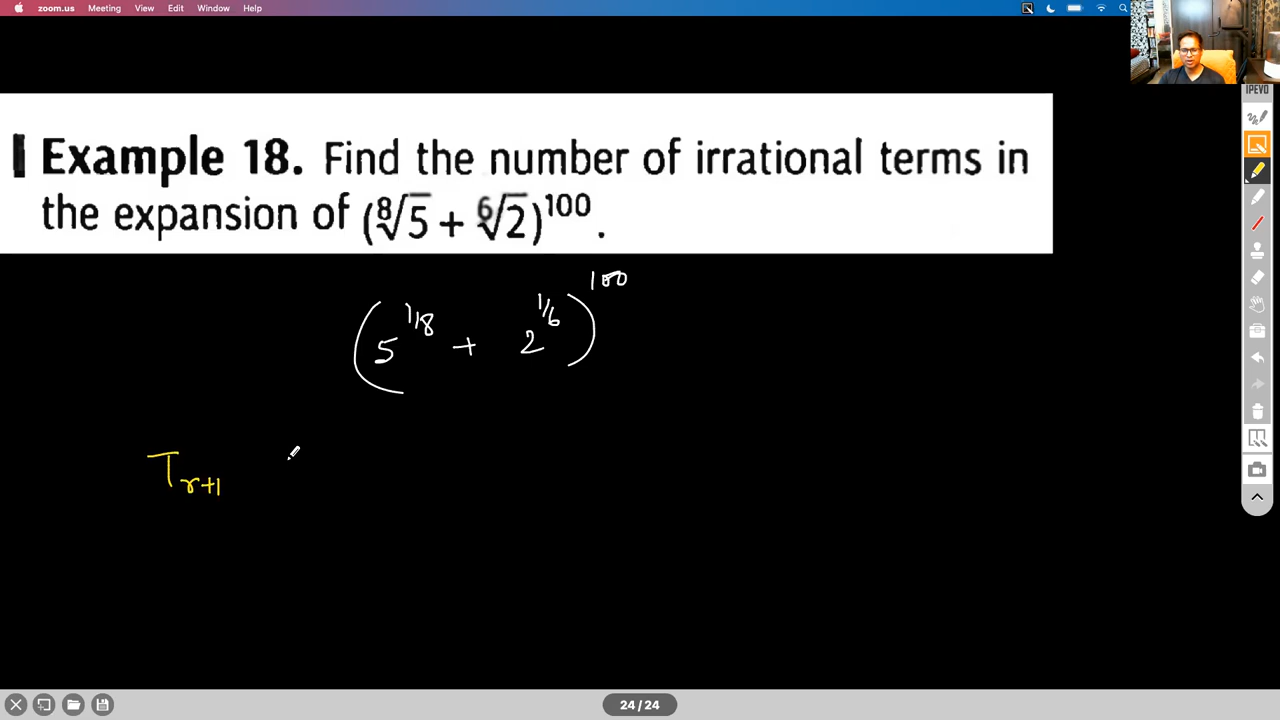 zoom.us Meeting View Edit Window Help
IPEVO
Example 18. Find the number of irrational terms in
the expansion of (⁸√5 + ⁶√2)¹⁰⁰.
(5^1/8 + 2^1/6)^100
T_r+1
24 / 24